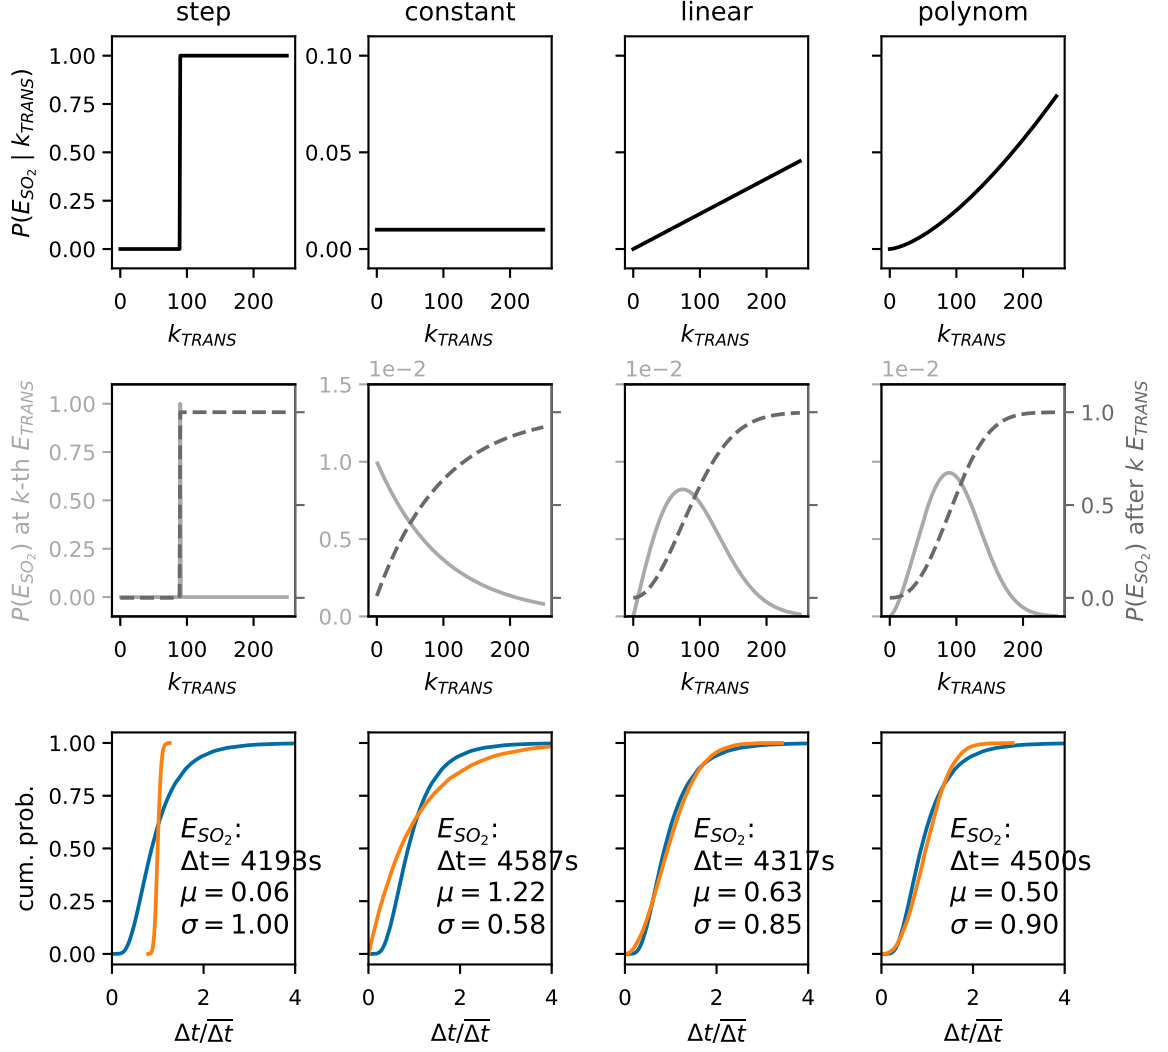 step constant linear polynom
P(E_SO₂ | k_TRANS)
1.00 0.75 0.50 0.25 0.00
0.10 0.05 0.00
0 100 200 0 100 200 0 100 200 0 100 200
k_TRANS k_TRANS k_TRANS k_TRANS
1e−2 1e−2 1e−2
P(E_SO₂) at k-th E_TRANS
1.00 0.75 0.50 0.25 0.00
1.5 1.0 0.5 0.0
1.0 0.5 0.0
P(E_SO₂) after k E_TRANS
0 100 200 0 100 200 0 100 200 0 100 200
k_TRANS k_TRANS k_TRANS k_TRANS
cum. prob.
1.00 0.75 0.50 0.25 0.00
E_SO₂:
Δt= 4193s
μ = 0.06
σ = 1.00
E_SO₂:
Δt= 4587s
μ = 1.22
σ = 0.58
E_SO₂:
Δt= 4317s
μ = 0.63
σ = 0.85
E_SO₂:
Δt= 4500s
μ = 0.50
σ = 0.90
0 2 4 0 2 4 0 2 4 0 2 4
Δt/Δ̅t̅ Δt/Δ̅t̅ Δt/Δ̅t̅ Δt/Δ̅t̅